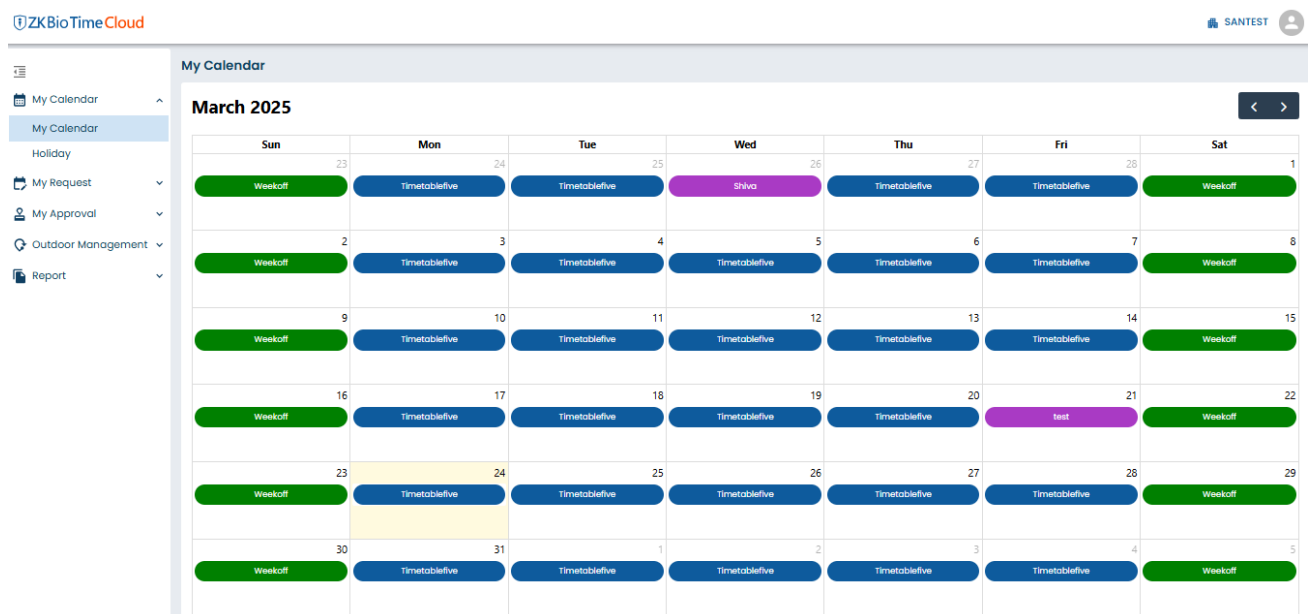 ZKBioTimeCloud
SANTEST
My Calendar
My Calendar
Holiday
My Request
My Approval
Outdoor Management
Report
My Calendar
March 2025
Sun Mon Tue Wed Thu Fri Sat
23 24 25 26 27 28 1
Weekoff Timetablefive Timetablefive Shiva Timetablefive Timetablefive Weekoff
2 3 4 5 6 7 8
Weekoff Timetablefive Timetablefive Timetablefive Timetablefive Timetablefive Weekoff
9 10 11 12 13 14 15
Weekoff Timetablefive Timetablefive Timetablefive Timetablefive Timetablefive Weekoff
16 17 18 19 20 21 22
Weekoff Timetablefive Timetablefive Timetablefive Timetablefive test Weekoff
23 24 25 26 27 28 29
Weekoff Timetablefive Timetablefive Timetablefive Timetablefive Timetablefive Weekoff
30 31 1 2 3 4 5
Weekoff Timetablefive Timetablefive Timetablefive Timetablefive Timetablefive Weekoff